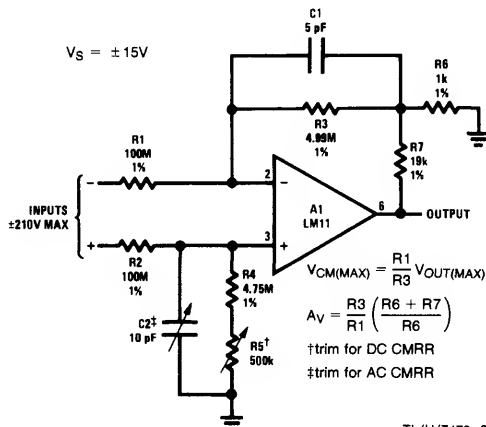 V_S = ±15V
C1
5 pF
R6
1k
1%
R3
4.99M
1%
R1
100M
1%
R7
19k
1%
2
−
A1
LM11
6
OUTPUT
INPUTS
±210V MAX
−
+
3
+
R2
100M
1%
R4
4.75M
1%
C2‡
10 pF
R5†
500k
V_CM(MAX) = R1/R3 V_OUT(MAX)
A_V = R3/R1 (R6 + R7/R6)
†trim for DC CMRR
‡trim for AC CMRR